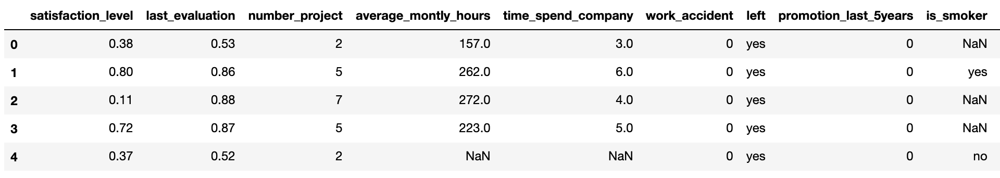 satisfaction_level last_evaluation number_project average_montly_hours time_spend_company work_accident left promotion_last_5years is_smoker
0 0.38 0.53 2 157.0 3.0 0 yes 0 NaN
1 0.80 0.86 5 262.0 6.0 0 yes 0 yes
2 0.11 0.88 7 272.0 4.0 0 yes 0 NaN
3 0.72 0.87 5 223.0 5.0 0 yes 0 NaN
4 0.37 0.52 2 NaN NaN 0 yes 0 no